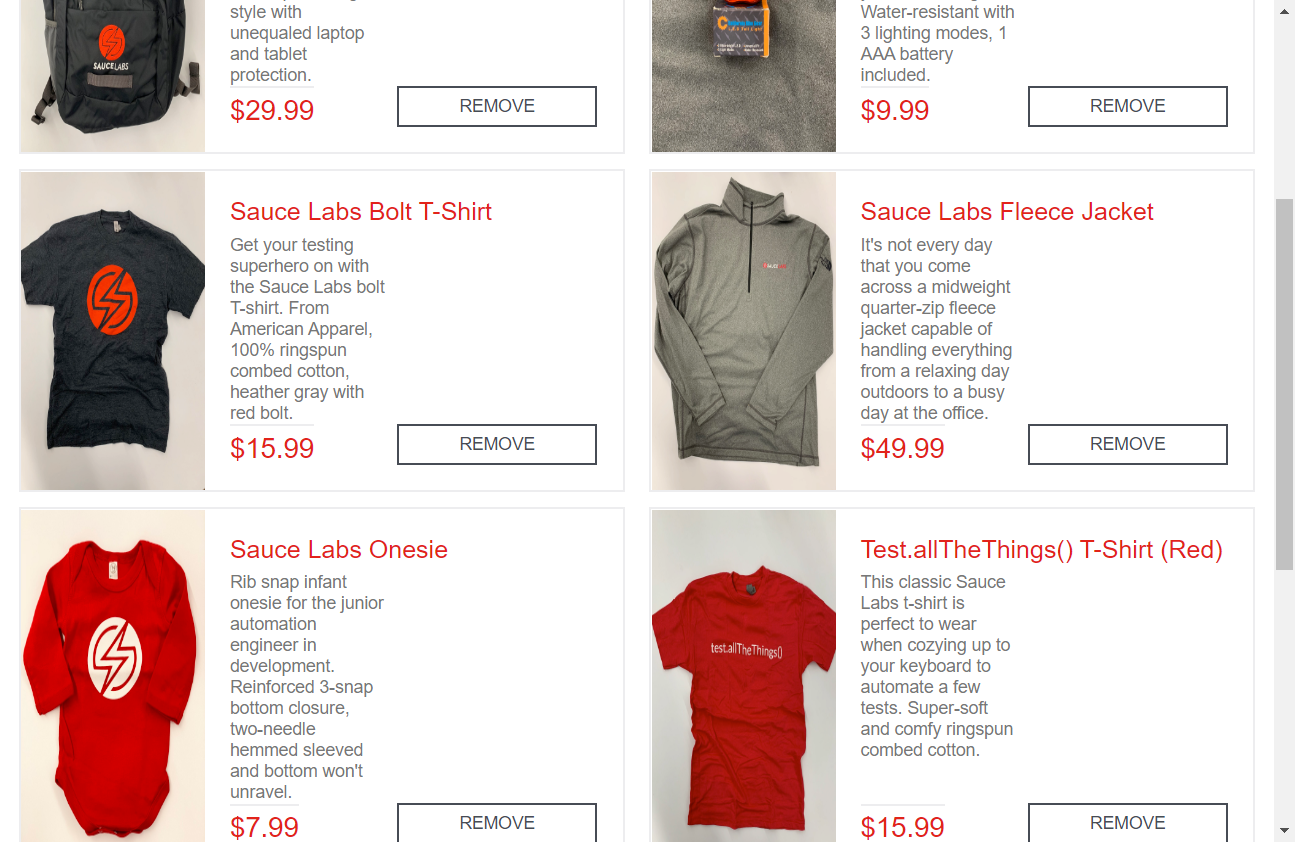 style with
unequaled laptop
and tablet
protection.
$29.99
REMOVE
SAUCELABS
Water-resistant with
3 lighting modes, 1
AAA battery
included.
$9.99
REMOVE
Sauce Labs Bolt T-Shirt
Get your testing
superhero on with
the Sauce Labs bolt
T-shirt. From
American Apparel,
100% ringspun
combed cotton,
heather gray with
red bolt.
$15.99
REMOVE
Sauce Labs Fleece Jacket
It's not every day
that you come
across a midweight
quarter-zip fleece
jacket capable of
handling everything
from a relaxing day
outdoors to a busy
day at the office.
$49.99
REMOVE
Sauce Labs Onesie
Rib snap infant
onesie for the junior
automation
engineer in
development.
Reinforced 3-snap
bottom closure,
two-needle
hemmed sleeved
and bottom won't
unravel.
$7.99
REMOVE
Test.allTheThings() T-Shirt (Red)
This classic Sauce
Labs t-shirt is
perfect to wear
when cozying up to
your keyboard to
automate a few
tests. Super-soft
and comfy ringspun
combed cotton.
$15.99
REMOVE
test.allTheThings()